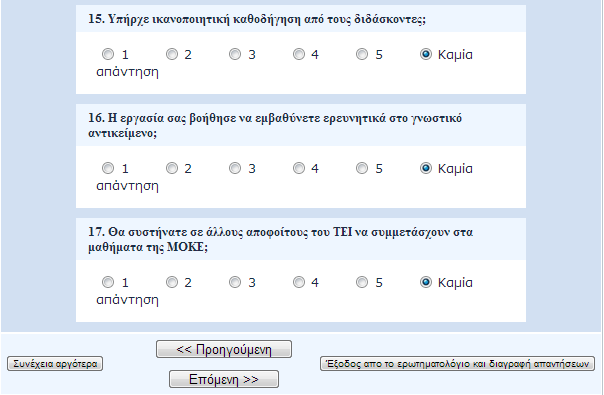 15. Υπήρχε ικανοποιητική καθοδήγηση από τους διδάσκοντες;
1 2 3 4 5 Καμία
απάντηση
16. Η εργασία σας βοήθησε να εμβαθύνετε ερευνητικά στο γνωστικό
αντικείμενο;
1 2 3 4 5 Καμία
απάντηση
17. Θα συστήνατε σε άλλους αποφοίτους του ΤΕΙ να συμμετάσχουν στα
μαθήματα της ΜΟΚΕ;
1 2 3 4 5 Καμία
απάντηση
<< Προηγούμενη
Συνέχεια αργότερα
Έξοδος απο το ερωτηματολόγιο και διαγραφή απαντήσεων
Επόμενη >>